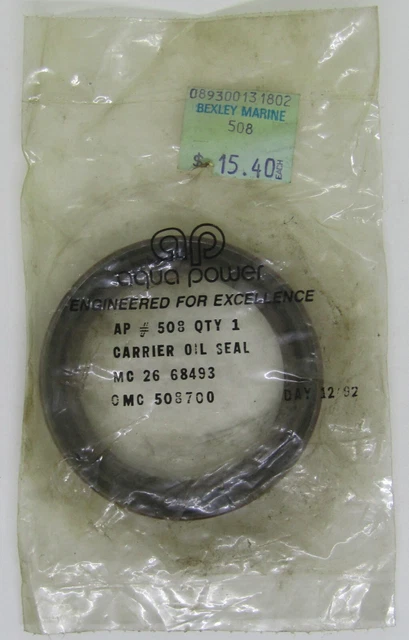 089300131802
BEXLEY MARINE
508
$ 15.40 EACH
ap
aqua power
ENGINEERED FOR EXCELLENCE
AP # 508 QTY 1
CARRIER OIL SEAL
MC 26 68493
OMC 508700 DAY 12'92